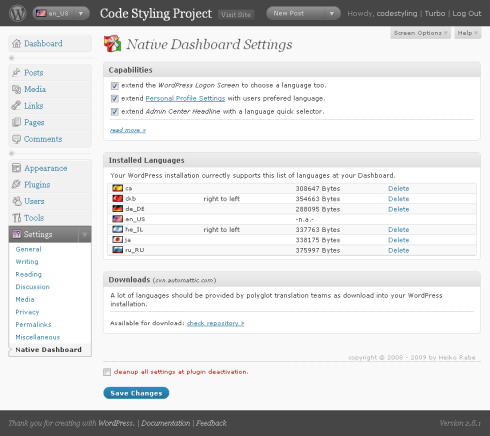 en_US
Code Styling Project
Visit Site
New Post
Howdy, codestyling | Turbo | Log Out
Screen Options
Help
Dashboard
Posts
Media
Links
Pages
Comments
Appearance
Plugins
Users
Tools
Settings
General
Writing
Reading
Discussion
Media
Privacy
Permalinks
Miscellaneous
Native Dashboard
Native Dashboard Settings
Capabilities
extend the WordPress Logon Screen to choose a language too.
extend Personal Profile Settings with users prefered language.
extend Admin Center Headline with a language quick selector.
read more »
Installed Languages
Your WordPress installation currently supports this list of languages at your Dashboard.
ca 308647 Bytes Delete
ckb right to left 354663 Bytes Delete
de_DE 288095 Bytes Delete
en_US -n.a.-
he_IL right to left 337763 Bytes Delete
ja 338175 Bytes Delete
ru_RU 375997 Bytes Delete
Downloads (svn.automattic.com)
A lot of languages should be provided by polyglot translation teams as download into your WordPress
installation.
Available for download: check repository »
copyright © 2008 - 2009 by Heiko Rabe
cleanup all settings at plugin deactivation.
Save Changes
Thank you for creating with WordPress. | Documentation | Feedback
Version 2.8.1